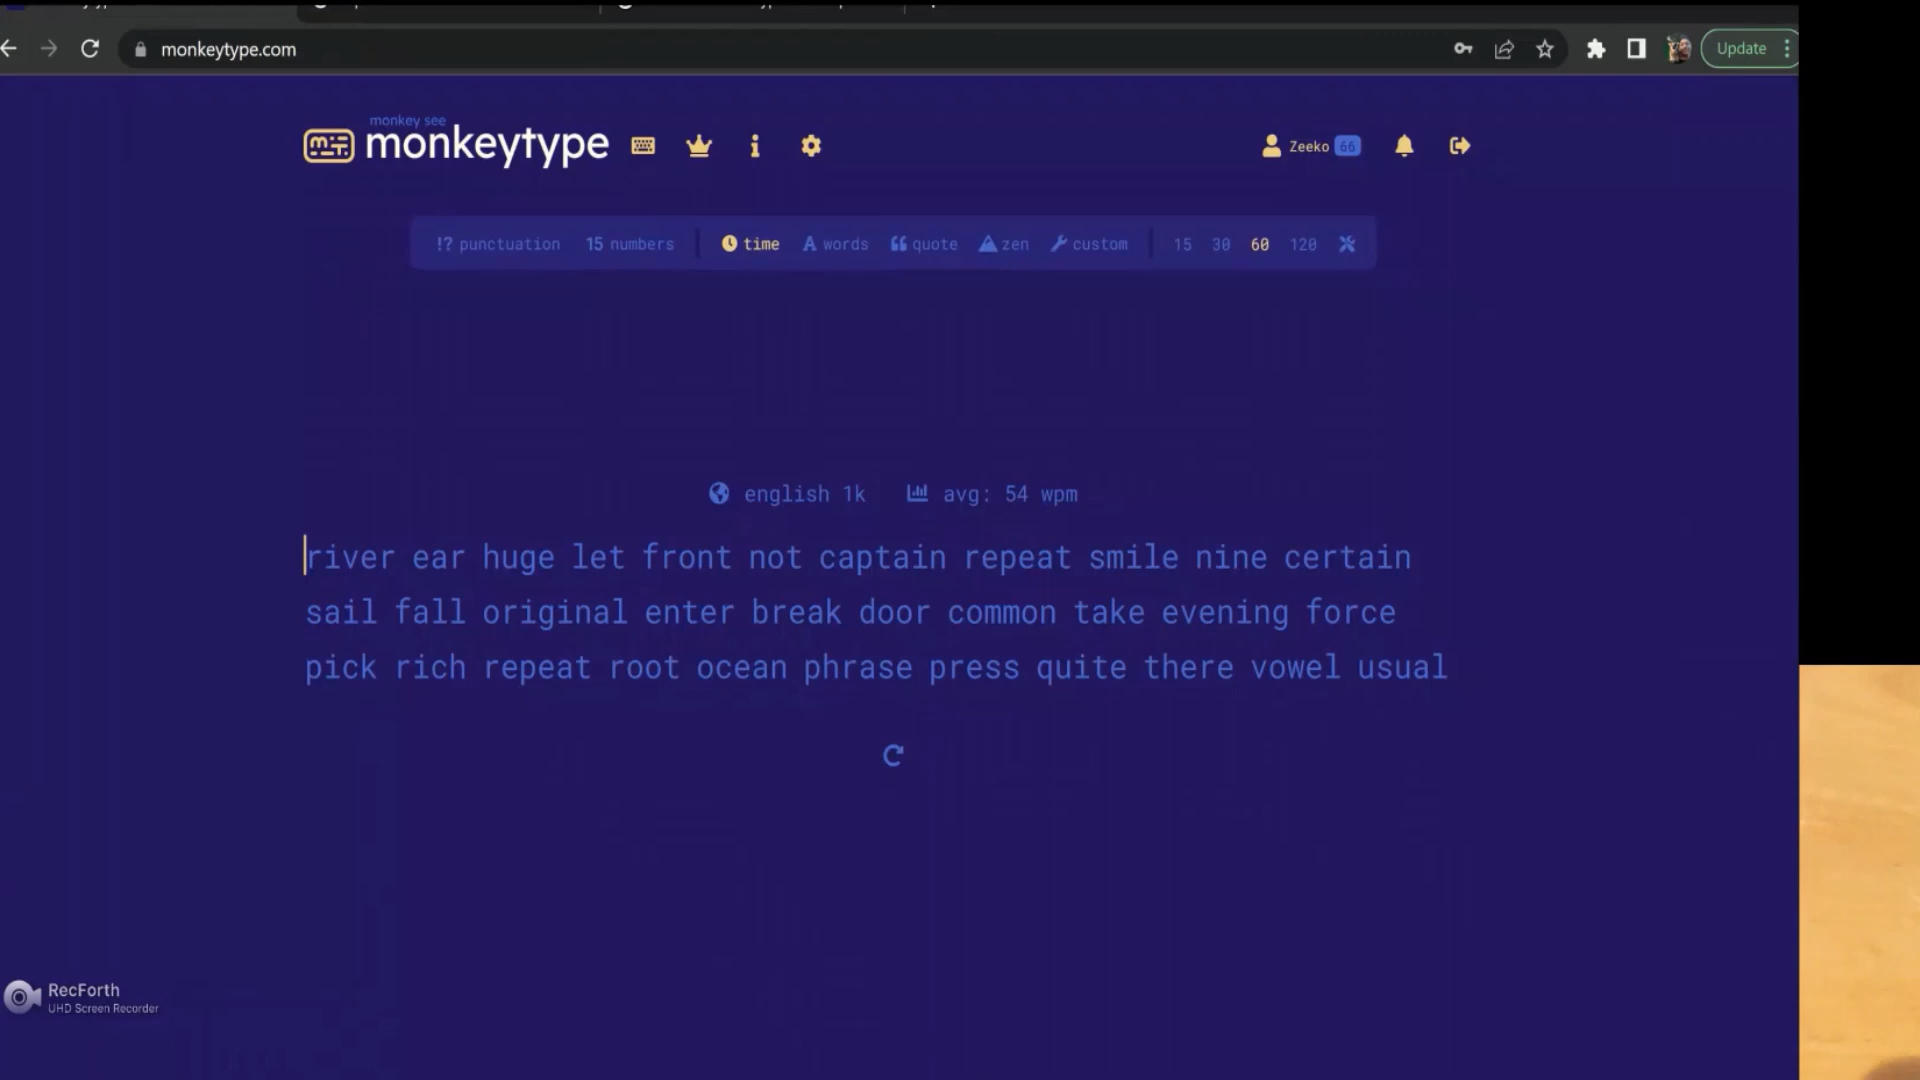 monkeytype.com
Update
monkey see
monkeytype
Zeeko 66
!? punctuation 15 numbers time A words quote zen custom 15 30 60 120
english 1k avg: 54 wpm
river ear huge let front not captain repeat smile nine certain
sail fall original enter break door common take evening force
pick rich repeat root ocean phrase press quite there vowel usual
RecForth
UHD Screen Recorder